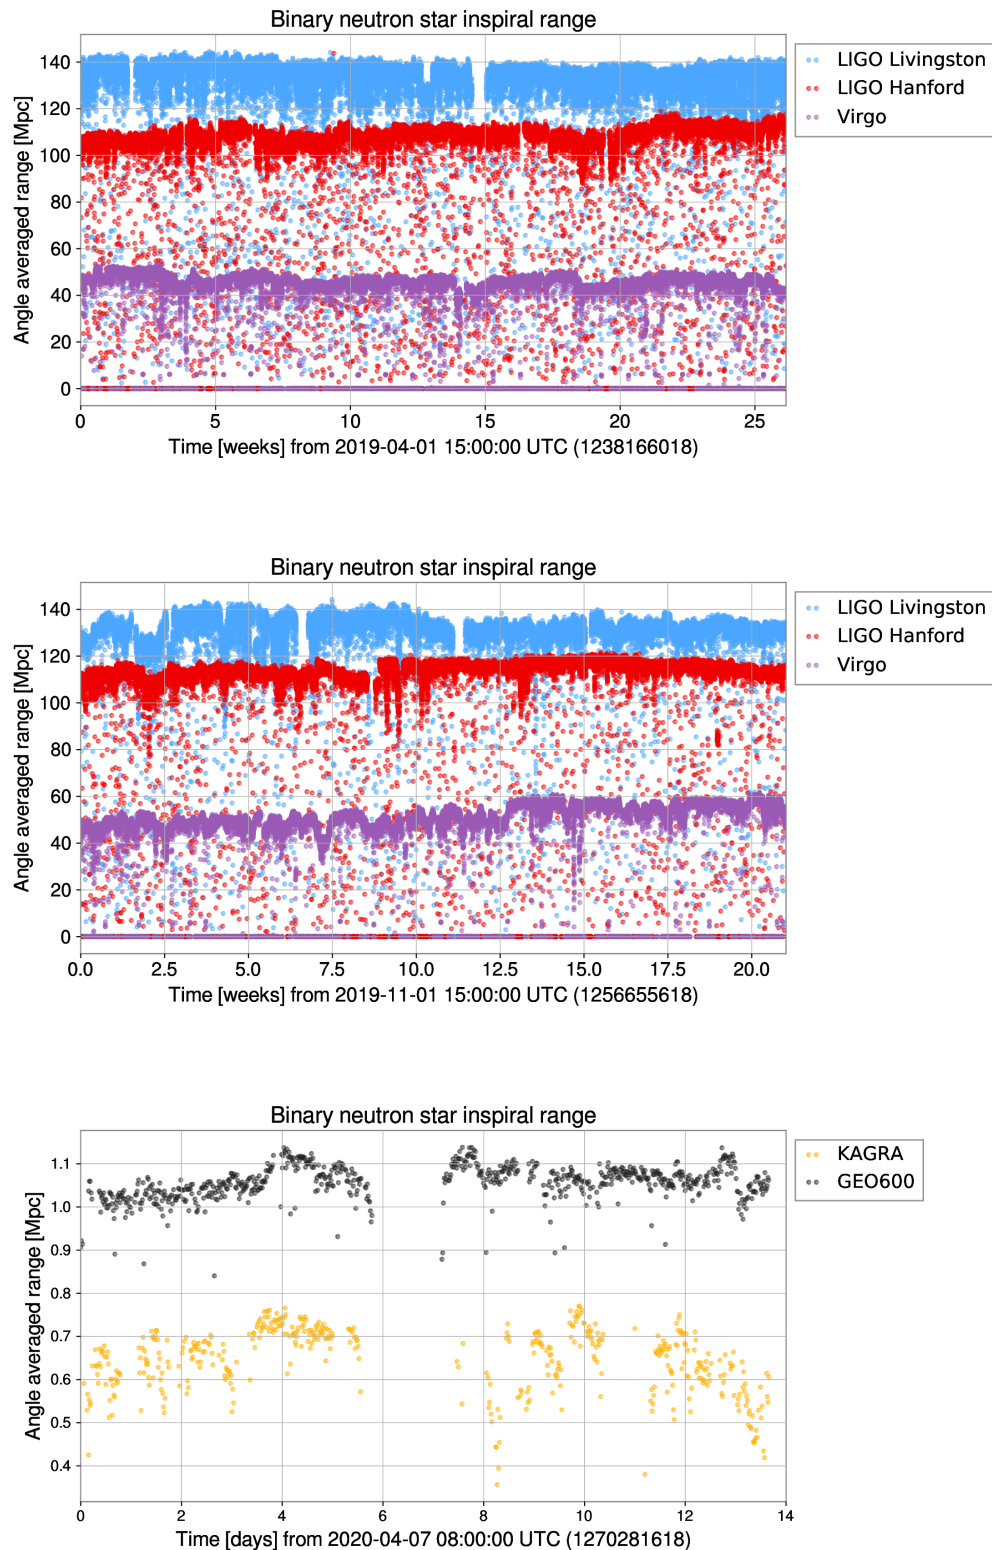 Binary neutron star inspiral range
140
120
100
80
60
40
20
0
Angle averaged range [Mpc]
0 5 10 15 20 25
Time [weeks] from 2019-04-01 15:00:00 UTC (1238166018)
LIGO Livingston
LIGO Hanford
Virgo
Binary neutron star inspiral range
140
120
100
80
60
40
20
0
Angle averaged range [Mpc]
0.0 2.5 5.0 7.5 10.0 12.5 15.0 17.5 20.0
Time [weeks] from 2019-11-01 15:00:00 UTC (1256655618)
LIGO Livingston
LIGO Hanford
Virgo
Binary neutron star inspiral range
1.1
1.0
0.9
0.8
0.7
0.6
0.5
0.4
Angle averaged range [Mpc]
0 2 4 6 8 10 12 14
Time [days] from 2020-04-07 08:00:00 UTC (1270281618)
KAGRA
GEO600